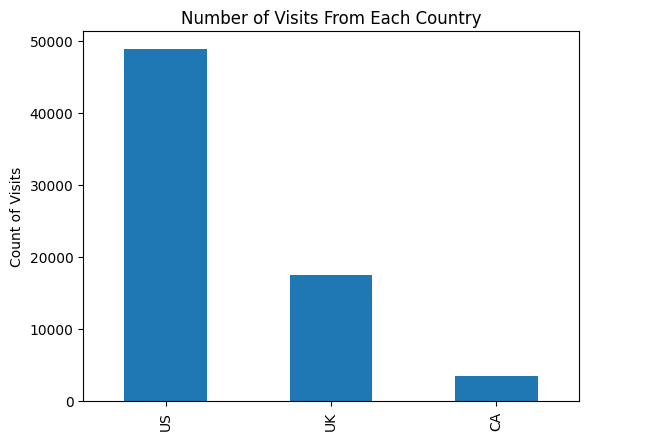 Number of Visits From Each Country
Count of Visits
50000
40000
30000
20000
10000
0
US
UK
CA